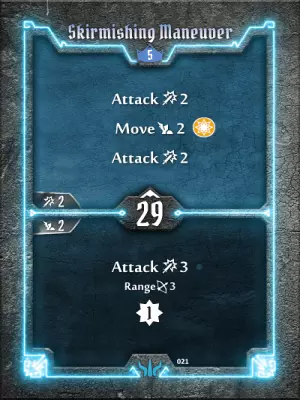 Skirmishing Maneuver
5
Attack 2
Move 2
Attack 2
2
29
2
Attack 3
Range 3
1
021